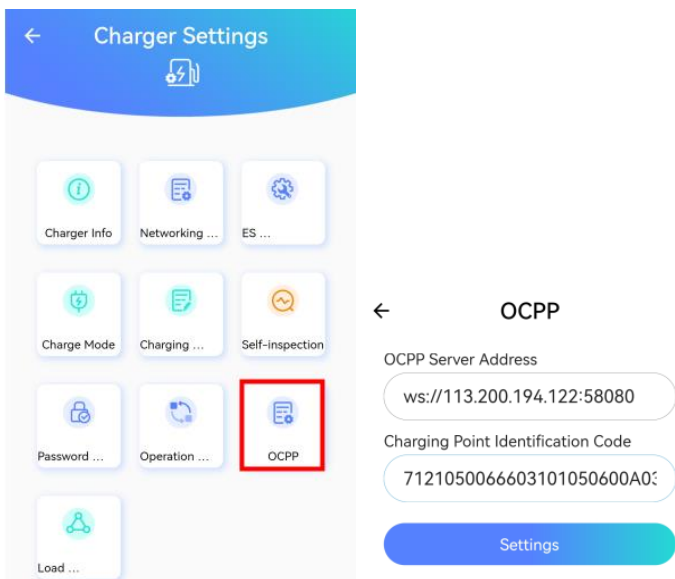 Charger Settings
Charger Info
Networking ...
ES ...
Charge Mode
Charging ...
Self-inspection
Password ...
Operation ...
OCPP
Load ...
OCPP
OCPP Server Address
ws://113.200.194.122:58080
Charging Point Identification Code
7121050066603101050600A03
Settings